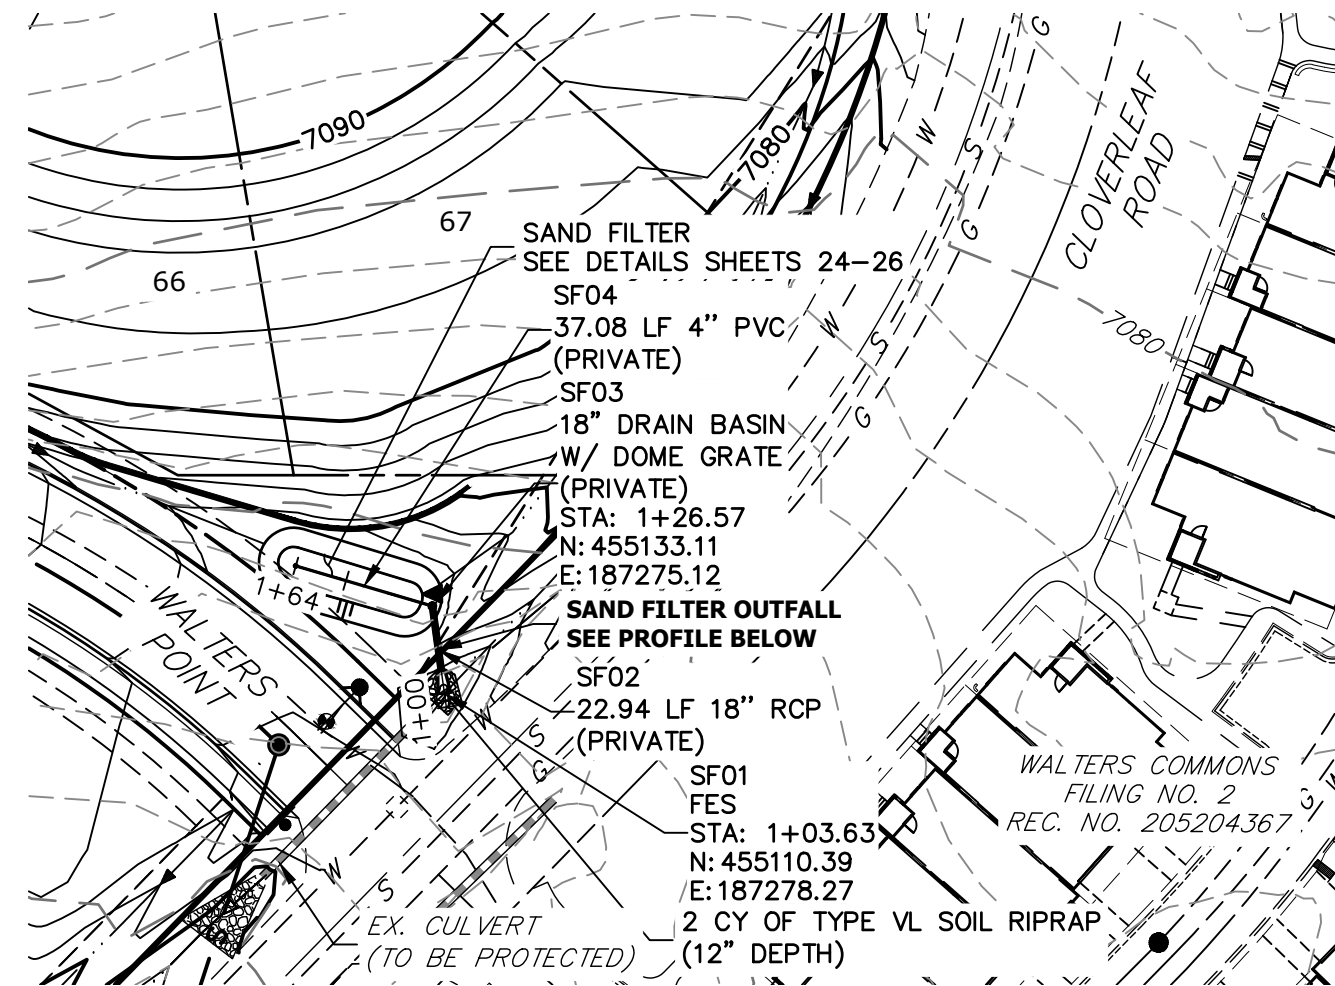 7090
7080
W
S
G
CLOVERLEAF
ROAD
67
66
SAND FILTER
SEE DETAILS SHEETS 24-26
SF04
37.08 LF 4" PVC
(PRIVATE)
SF03
18" DRAIN BASIN
W/ DOME GRATE
(PRIVATE)
STA: 1+26.57
N: 455133.11
E: 187275.12
SAND FILTER OUTFALL
SEE PROFILE BELOW
SF02
22.94 LF 18" RCP
(PRIVATE)
SF01
FES
STA: 1+03.63
N: 455110.39
E: 187278.27
2 CY OF TYPE VL SOIL RIPRAP
(12" DEPTH)
G
W
S
G
7080
1+64
WALTERS
POINT
1+00
S
G
W
W
S
EX. CULVERT
(TO BE PROTECTED)
WALTERS COMMONS
FILING NO. 2
REC. NO. 205204367
G